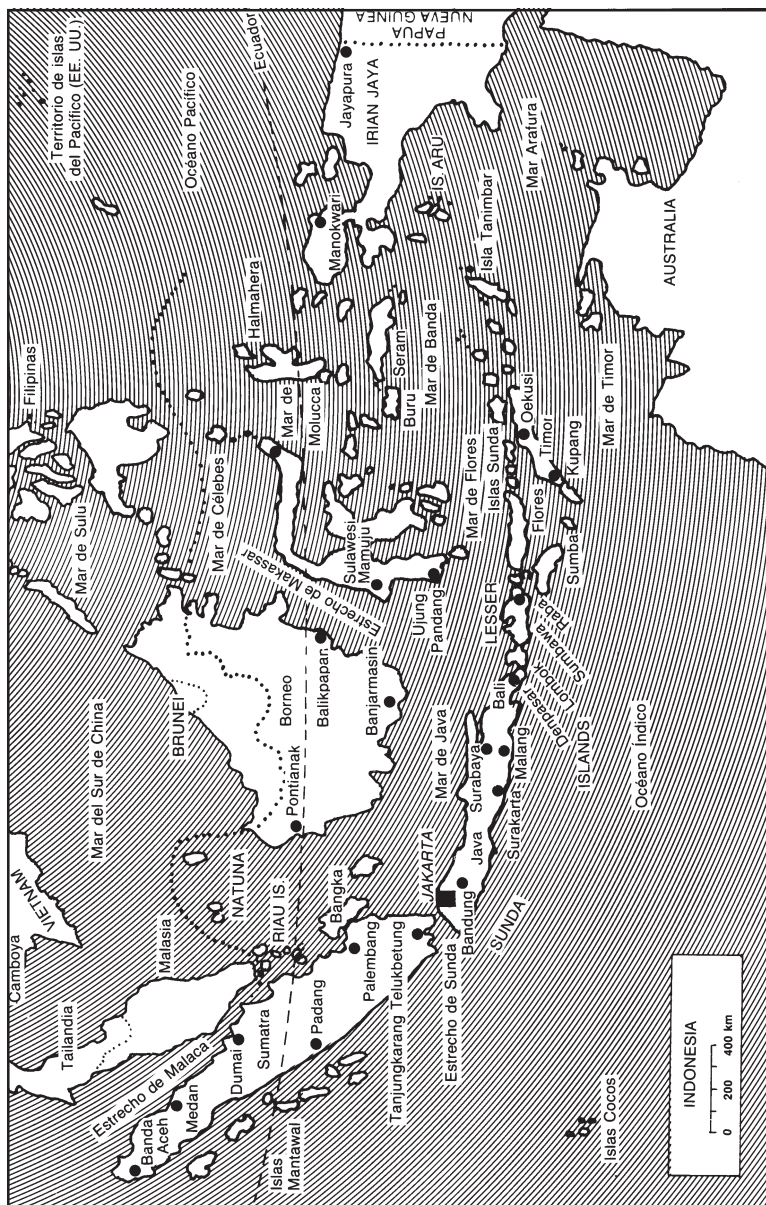 Territorio de islas
del Pacífico (EE. UU.)
Ecuador
PAPUA
NUEVA GUINEA
Océano Pacífico
Jayapura
IRIAN JAYA
Filipinas
Manokwari
IS. ARU
Mar Arafura
Halmahera
Isla Tanimbar
Mar de Sulu
Mar de
Molucca
Seram
Mar de Banda
AUSTRALIA
Mar de Célebes
Buru
Oekusi
Timor
Mar de Timor
Kupang
Mar de Flores
Islas Sunda
Flores
Sulawesi
Mamuju
Sumba
Estrecho de Makassar
Ujung
Pandang
LESSER
Raba
Sumbawa
Lombok
Denpasar
Mar del Sur de China
BRUNEI
Borneo
Balikpapan
Banjarmasin
Bali
ISLANDS
Océano Índico
Pontianak
Mar de Java
Surabaya
Malang
Surakarta
Java
VIETNAM
NATUNA
JAKARTA
Bandung
SUNDA
Camboya
Malasia
RIAU IS.
Bangka
Estrecho de Sunda
Tailandia
Palembang
Tanjungkarang Telukbetung
Estrecho de Malaca
Dumai
Sumatra
Padang
Medan
Banda
Aceh
Islas
Mantawal
Islas Cocos
INDONESIA
0 200 400 km